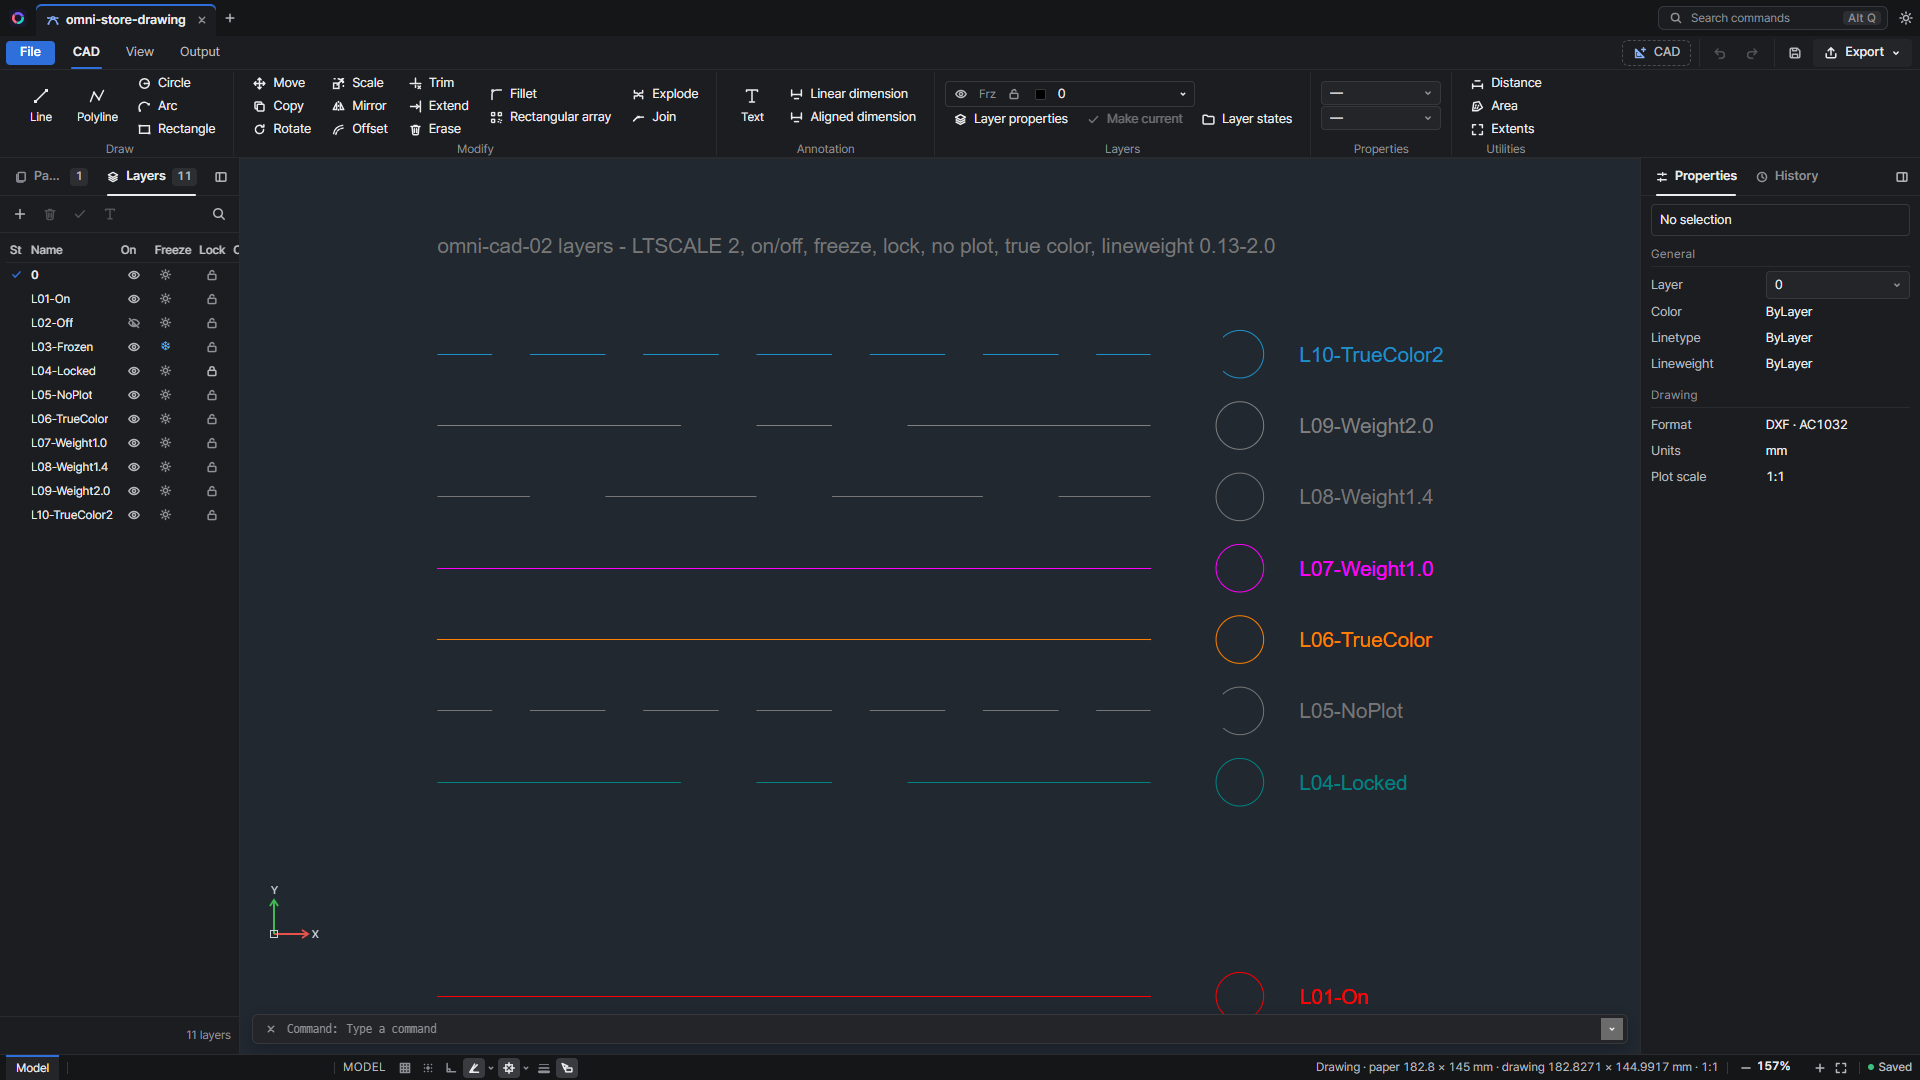 omni-store-drawing
Search commands
Alt Q
File
CAD
View
Output
CAD
Export
Line
Polyline
Circle
Arc
Rectangle
Draw
Move
Copy
Rotate
Scale
Mirror
Offset
Trim
Extend
Erase
Fillet
Rectangular array
Explode
Join
Modify
Text
Linear dimension
Aligned dimension
Annotation
Frz
0
Layer properties
Make current
Layer states
Layers
Properties
Distance
Area
Extents
Utilities
Pa... 1
Layers 11
St Name On Freeze Lock C
0
L01-On
L02-Off
L03-Frozen
L04-Locked
L05-NoPlot
L06-TrueColor
L07-Weight1.0
L08-Weight1.4
L09-Weight2.0
L10-TrueColor2
11 layers
omni-cad-02 layers - LTSCALE 2, on/off, freeze, lock, no plot, true color, lineweight 0.13-2.0
L10-TrueColor2
L09-Weight2.0
L08-Weight1.4
L07-Weight1.0
L06-TrueColor
L05-NoPlot
L04-Locked
L01-On
Y
X
Command: Type a command
Properties
History
No selection
General
Layer 0
Color ByLayer
Linetype ByLayer
Lineweight ByLayer
Drawing
Format DXF · AC1032
Units mm
Plot scale 1:1
Model
MODEL
Drawing · paper 182.8 × 145 mm · drawing 182.8271 × 144.9917 mm · 1:1
157%
Saved